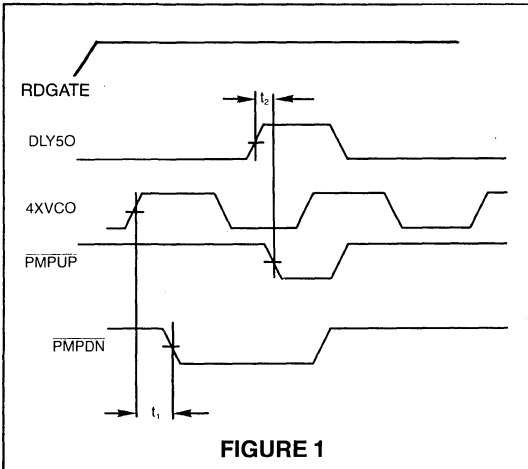 RDGATE
t₂
DLY5O
4XVCO
PMPUP
PMPDN
t₁
FIGURE 1